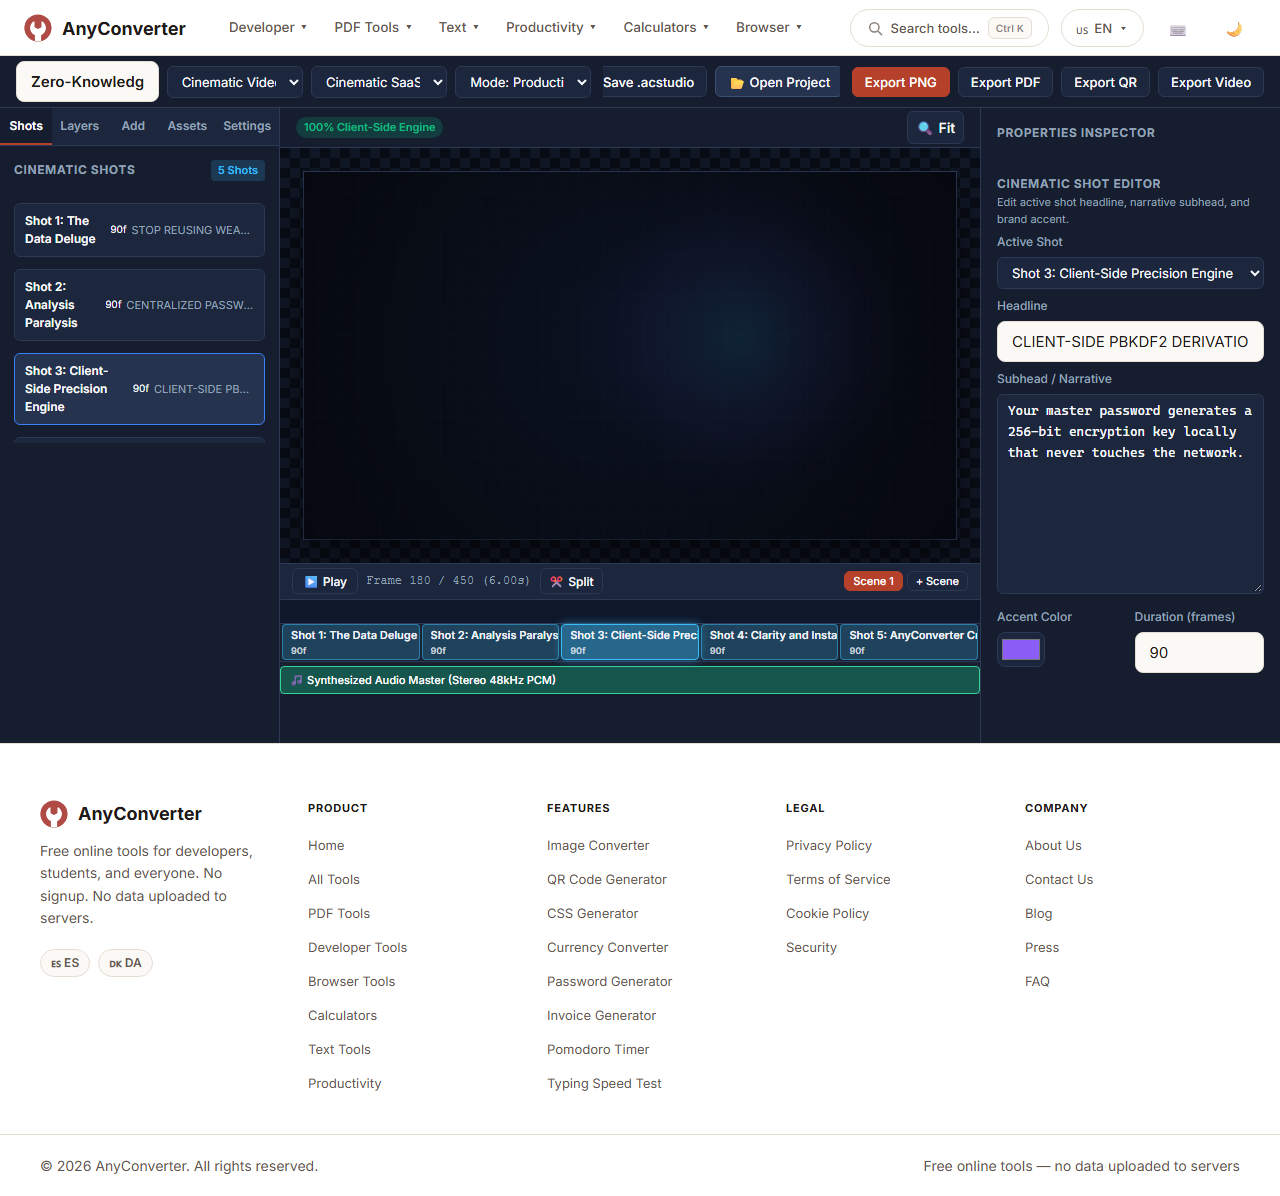 AnyConverter
Developer ▾ PDF Tools ▾ Text ▾ Productivity ▾ Calculators ▾ Browser ▾
Search tools... Ctrl K
US EN ▾
Zero-Knowledg
Cinematic Vide
Cinematic SaaS
Mode: Producti
Save .acstudio
Open Project
Export PNG
Export PDF
Export QR
Export Video
Shots Layers Add Assets Settings
100% Client-Side Engine
Fit
PROPERTIES INSPECTOR
CINEMATIC SHOTS
5 Shots
Shot 1: The
Data Deluge
90f STOP REUSING WEA...
Shot 2:
Analysis
Paralysis
90f CENTRALIZED PASSW...
Shot 3: Client-
Side Precision
Engine
90f CLIENT-SIDE PB...
CINEMATIC SHOT EDITOR
Edit active shot headline, narrative subhead, and
brand accent.
Active Shot
Shot 3: Client-Side Precision Engine
Headline
CLIENT-SIDE PBKDF2 DERIVATIO
Subhead / Narrative
Your master password generates a
256-bit encryption key locally
that never touches the network.
Accent Color
Duration (frames)
90
Play
Frame 180 / 450 (6.00s)
Split
Scene 1
+ Scene
Shot 1: The Data Deluge
90f
Shot 2: Analysis Paralys
90f
Shot 3: Client-Side Prec
90f
Shot 4: Clarity and Insta
90f
Shot 5: AnyConverter Cr
90f
Synthesized Audio Master (Stereo 48kHz PCM)
AnyConverter
Free online tools for developers,
students, and everyone. No
signup. No data uploaded to
servers.
ES ES
DK DA
PRODUCT
Home
All Tools
PDF Tools
Developer Tools
Browser Tools
Calculators
Text Tools
Productivity
FEATURES
Image Converter
QR Code Generator
CSS Generator
Currency Converter
Password Generator
Invoice Generator
Pomodoro Timer
Typing Speed Test
LEGAL
Privacy Policy
Terms of Service
Cookie Policy
Security
COMPANY
About Us
Contact Us
Blog
Press
FAQ
© 2026 AnyConverter. All rights reserved.
Free online tools — no data uploaded to servers